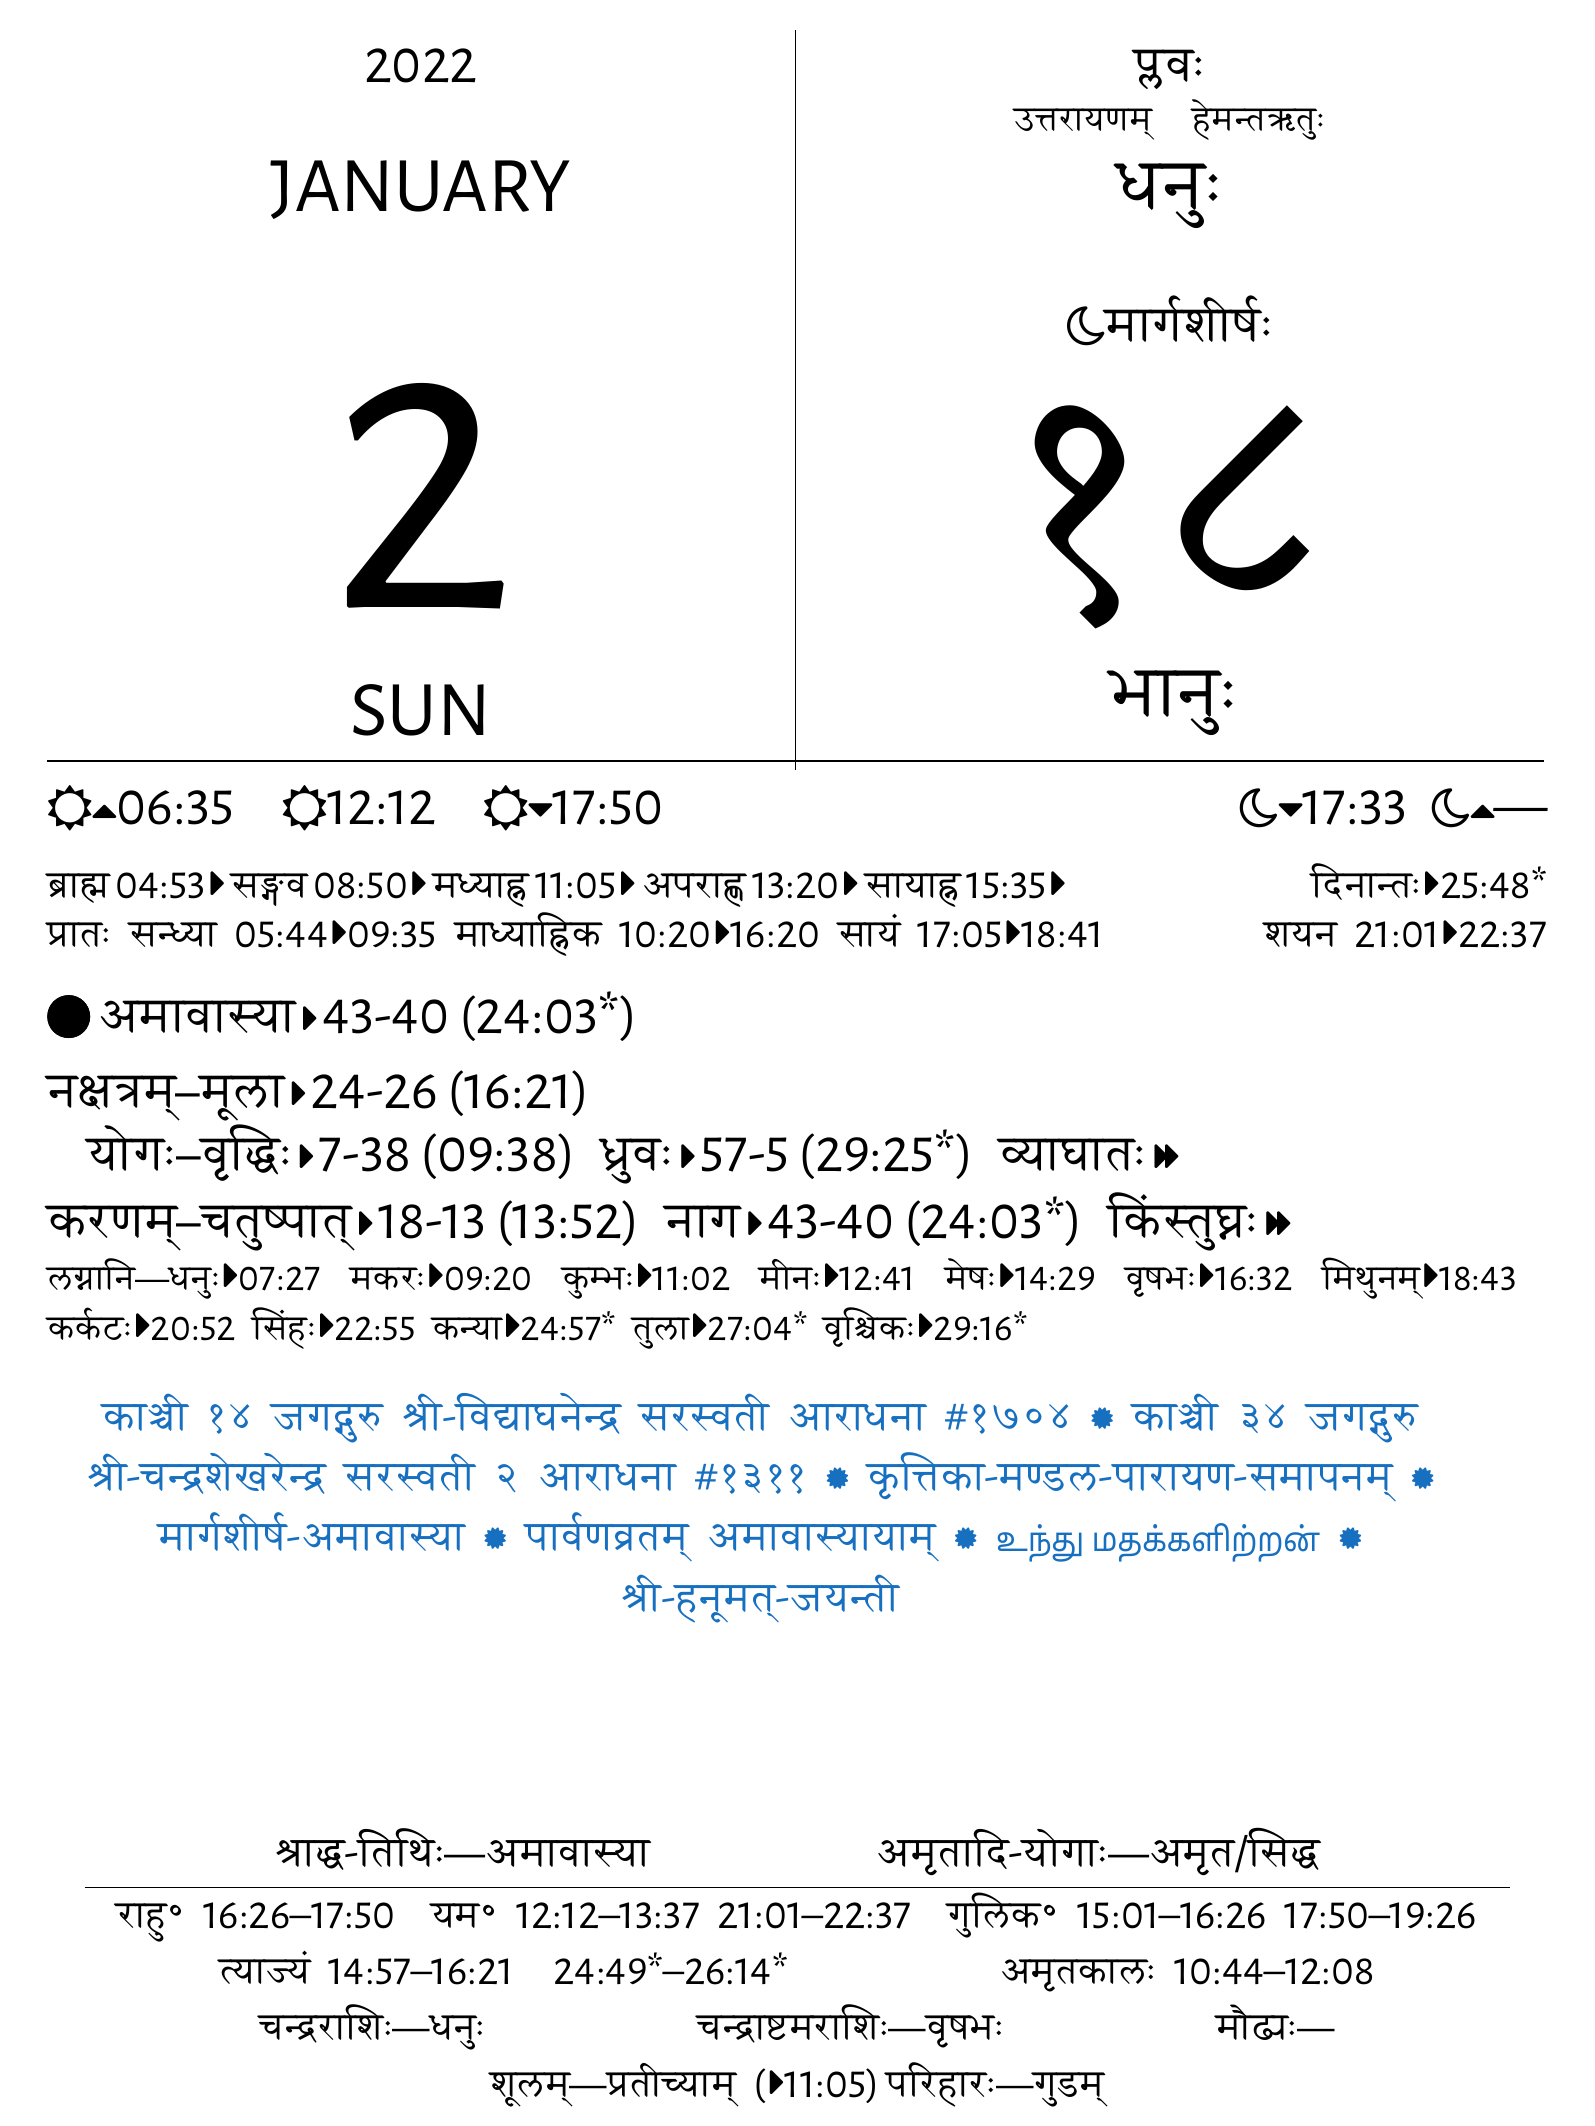 2022
JANUARY
2
SUN
प्लवः
उत्तरायणम् हेमन्तऋतुः
धनुः
मार्गशीर्षः
१८
भानुः
06:35 12:12 17:50 17:33 —
ब्राह्म 04:53 सङ्गव 08:50 मध्याह्न 11:05 अपराह्ण 13:20 सायाह्न 15:35 दिनान्तः 25:48*
प्रातः सन्ध्या 05:44 09:35 माध्याह्निक 10:20 16:20 सायं 17:05 18:41 शयन 21:01 22:37
अमावास्या 43-40 (24:03*)
नक्षत्रम्–मूला 24-26 (16:21)
योगः–वृद्धिः 7-38 (09:38) ध्रुवः 57-5 (29:25*) व्याघातः
करणम्–चतुष्पात् 18-13 (13:52) नाग 43-40 (24:03*) किंस्तुघ्नः
लग्नानि—धनुः 07:27 मकरः 09:20 कुम्भः 11:02 मीनः 12:41 मेषः 14:29 वृषभः 16:32 मिथुनम् 18:43
कर्कटः 20:52 सिंहः 22:55 कन्या 24:57* तुला 27:04* वृश्चिकः 29:16*
काञ्ची १४ जगद्गुरु श्री-विद्याघनेन्द्र सरस्वती आराधना #१७०४ ✹ काञ्ची ३४ जगद्गुरु
श्री-चन्द्रशेखरेन्द्र सरस्वती २ आराधना #१३११ ✹ कृत्तिका-मण्डल-पारायण-समापनम् ✹
मार्गशीर्ष-अमावास्या ✹ पार्वणव्रतम् अमावास्यायाम् ✹ உந்து மதக்களிற்றன் ✹
श्री-हनूमत्-जयन्ती
श्राद्ध-तिथिः—अमावास्या अमृतादि-योगाः—अमृत/सिद्ध
राहु॰ 16:26–17:50 यम॰ 12:12–13:37 21:01–22:37 गुलिक॰ 15:01–16:26 17:50–19:26
त्याज्यं 14:57–16:21 24:49*–26:14* अमृतकालः 10:44–12:08
चन्द्रराशिः—धनुः चन्द्राष्टमराशिः—वृषभः मौढ्यः—
शूलम्—प्रतीच्याम् (11:05) परिहारः—गुडम्